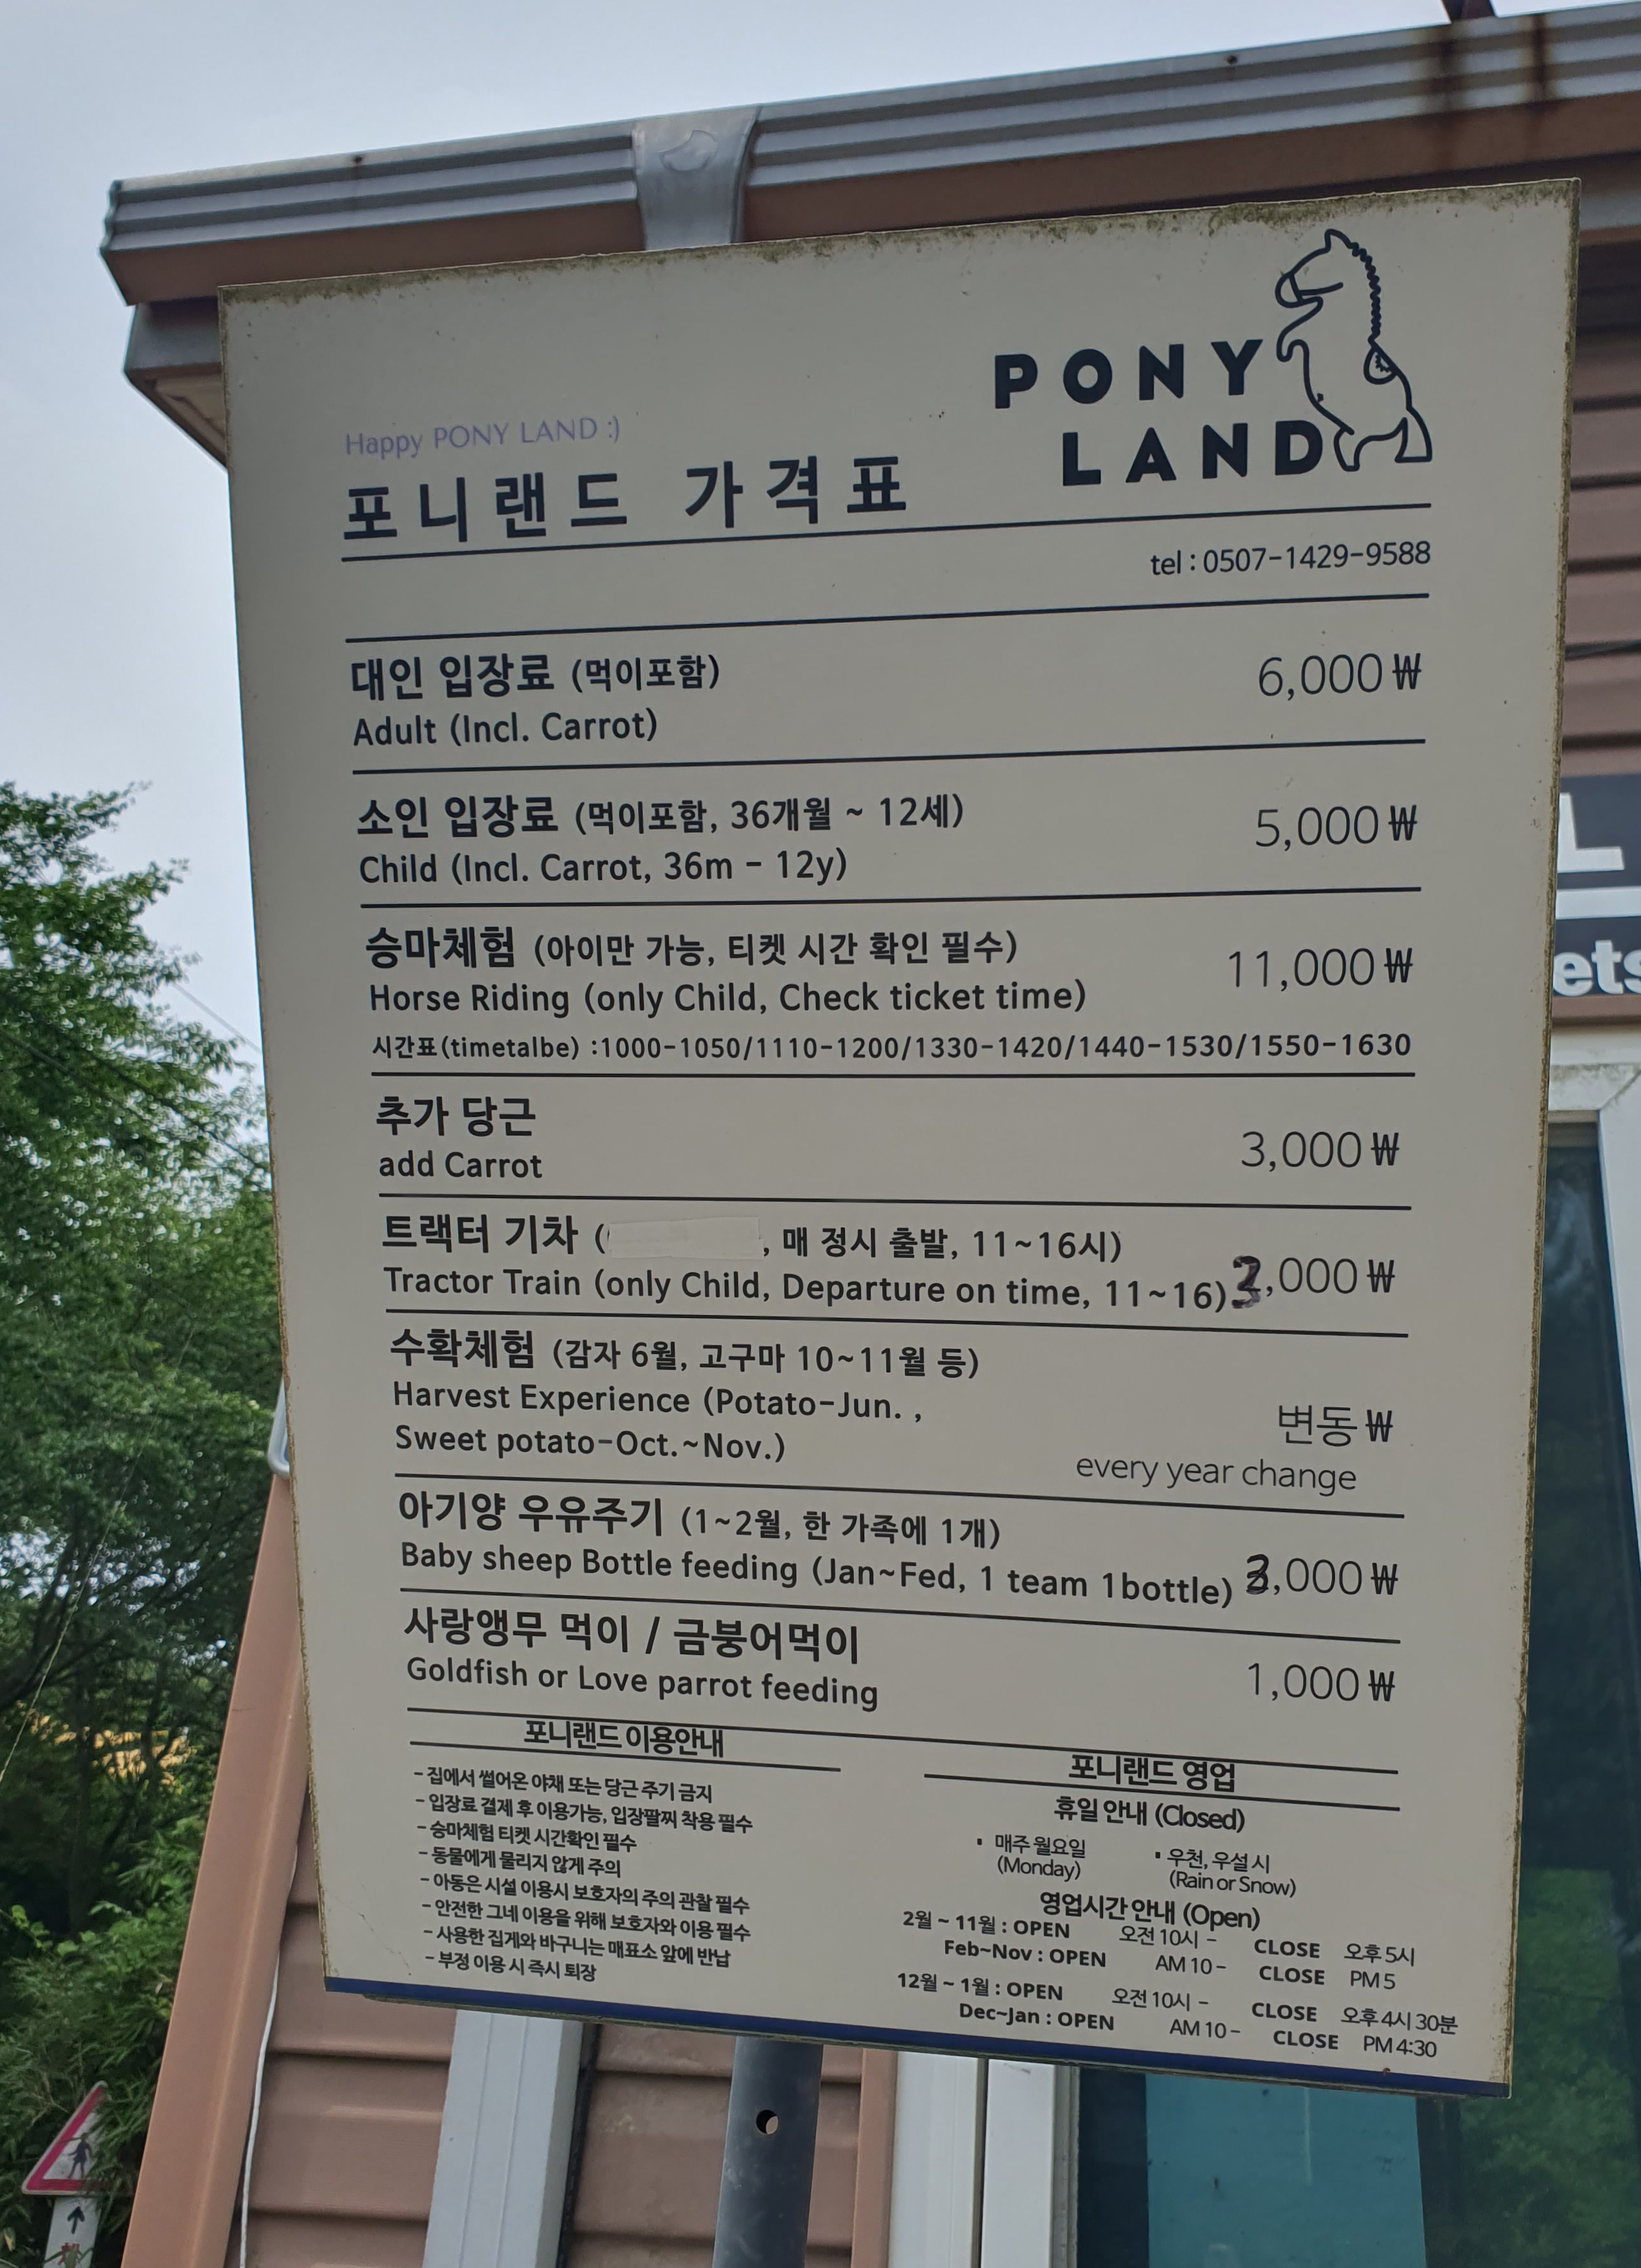 PONY
LAND
Happy PONY LAND :)
포니랜드 가격표
tel : 0507-1429-9588
대인 입장료 (먹이포함) 6,000₩
Adult (Incl. Carrot)
소인 입장료 (먹이포함, 36개월 ~ 12세) 5,000₩
Child (Incl. Carrot, 36m - 12y)
승마체험 (아이만 가능, 티켓 시간 확인 필수) 11,000₩
Horse Riding (only Child, Check ticket time)
시간표(timetalbe) :1000-1050/1110-1200/1330-1420/1440-1530/1550-1630
추가 당근 3,000₩
add Carrot
트랙터 기차 ( , 매 정시 출발, 11~16시)
Tractor Train (only Child, Departure on time, 11~16) 3,000₩
수확체험 (감자 6월, 고구마 10~11월 등)
Harvest Experience (Potato-Jun. ,
Sweet potato-Oct.~Nov.)
변동₩
every year change
아기양 우유주기 (1~2월, 한 가족에 1개)
Baby sheep Bottle feeding (Jan~Fed, 1 team 1bottle) 3,000₩
사랑앵무 먹이 / 금붕어먹이
Goldfish or Love parrot feeding 1,000₩
포니랜드 이용안내
- 집에서 썰어온 야채 또는 당근 주기 금지
- 입장료 결제 후 이용가능, 입장팔찌 착용 필수
- 승마체험 티켓 시간확인 필수
- 동물에게 물리지 않게 주의
- 아동은 시설 이용시 보호자의 주의 관찰 필수
- 안전한 그네 이용을 위해 보호자와 이용 필수
- 사용한 집게와 바구니는 매표소 앞에 반납
- 부정 이용 시 즉시 퇴장
포니랜드 영업
휴일 안내 (Closed)
▪ 매주 월요일 ▪ 우천, 우설 시
(Monday) (Rain or Snow)
영업시간 안내 (Open)
2월 ~ 11월 : OPEN 오전 10시 - CLOSE 오후 5시
Feb~Nov : OPEN AM 10 - CLOSE PM 5
12월 ~ 1월 : OPEN 오전 10시 - CLOSE 오후 4시 30분
Dec~Jan : OPEN AM 10 - CLOSE PM 4:30
L
ets